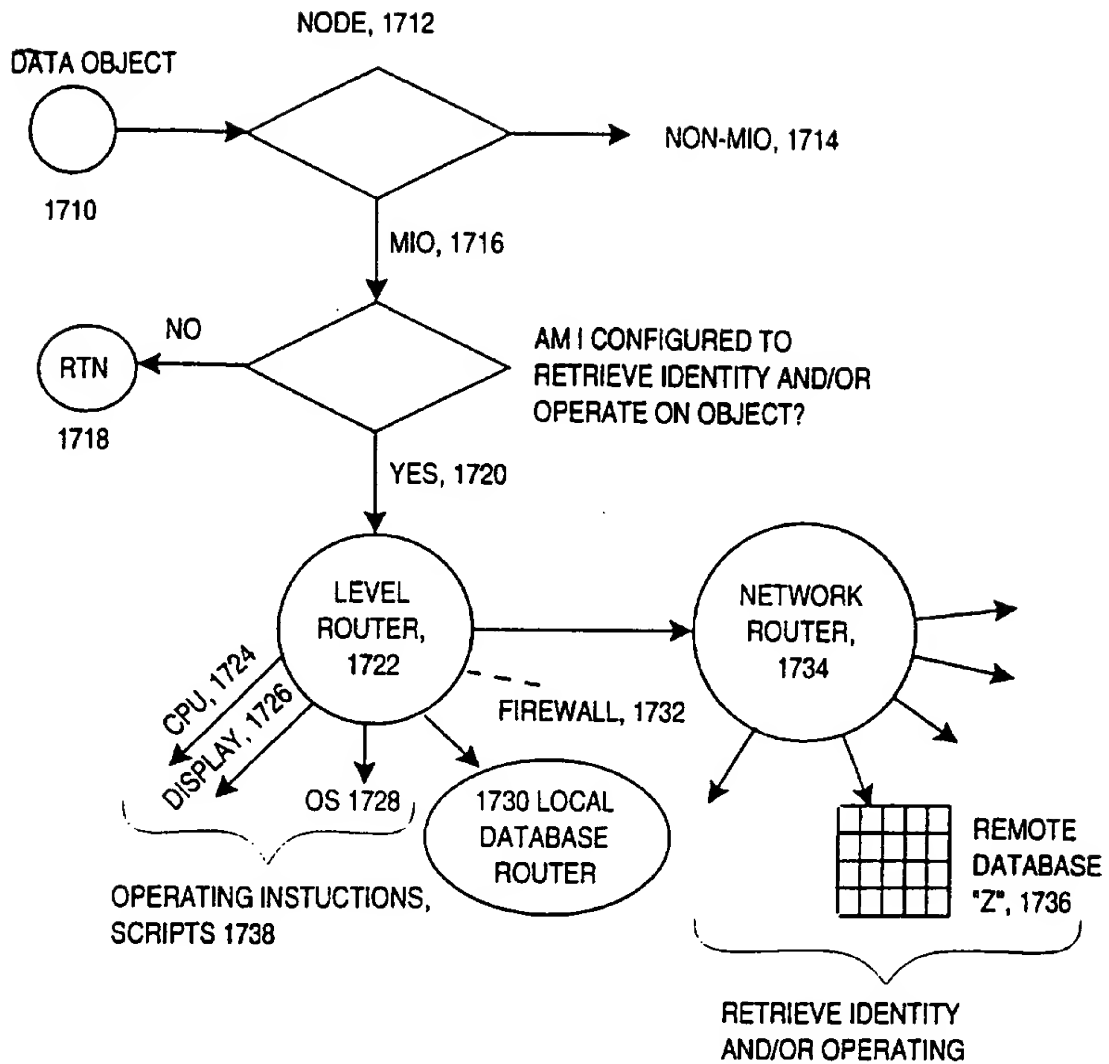 NODE, 1712
DATA OBJECT
1710
NON-MIO, 1714
MIO, 1716
NO
RTN
1718
AM I CONFIGURED TO
RETRIEVE IDENTITY AND/OR
OPERATE ON OBJECT?
YES, 1720
LEVEL
ROUTER,
1722
NETWORK
ROUTER,
1734
CPU, 1724
DISPLAY, 1726
FIREWALL, 1732
OS 1728
1730 LOCAL
DATABASE
ROUTER
REMOTE
DATABASE
"Z", 1736
OPERATING INSTUCTIONS,
SCRIPTS 1738
RETRIEVE IDENTITY
AND/OR OPERATING